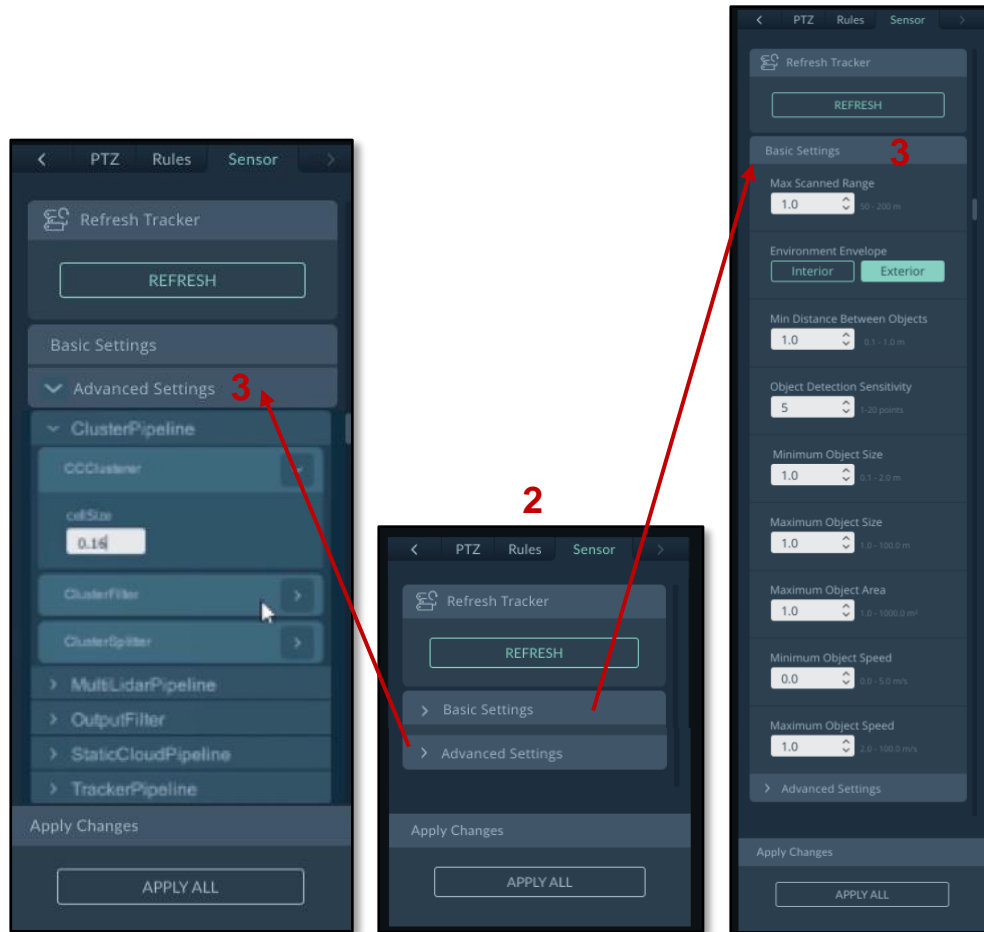 PTZ Rules Sensor
Refresh Tracker
REFRESH
Basic Settings
Advanced Settings 3
ClusterPipeline
CCClusterer
cellSize
0.16
ClusterFilter
ClusterSplitter
MultiLidarPipeline
OutputFilter
StaticCloudPipeline
TrackerPipeline
Apply Changes
APPLY ALL
2
PTZ Rules Sensor
Refresh Tracker
REFRESH
Basic Settings
Advanced Settings
Apply Changes
APPLY ALL
PTZ Rules Sensor
Refresh Tracker
REFRESH
Basic Settings 3
Max Scanned Range
1.0 50 - 200 m
Environment Envelope
Interior Exterior
Min Distance Between Objects
1.0 0.1 - 1.0 m
Object Detection Sensitivity
5 1-20 points
Minimum Object Size
1.0 0.1 - 2.0 m
Maximum Object Size
1.0 1.0 - 100.0 m
Maximum Object Area
1.0 1.0 - 1000.0 m²
Minimum Object Speed
0.0 0.0 - 5.0 m/s
Maximum Object Speed
1.0 2.0 - 100.0 m/s
Advanced Settings
Apply Changes
APPLY ALL